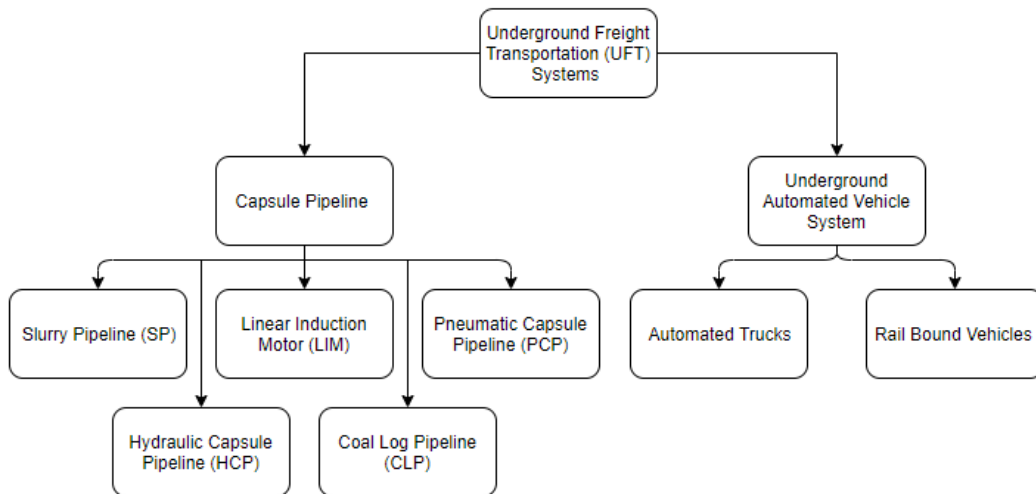 Underground Freight
Transportation (UFT)
Systems
Capsule Pipeline
Underground
Automated Vehicle
System
Slurry Pipeline (SP)
Linear Induction
Motor (LIM)
Pneumatic Capsule
Pipeline (PCP)
Automated Trucks
Rail Bound Vehicles
Hydraulic Capsule
Pipeline (HCP)
Coal Log Pipeline
(CLP)